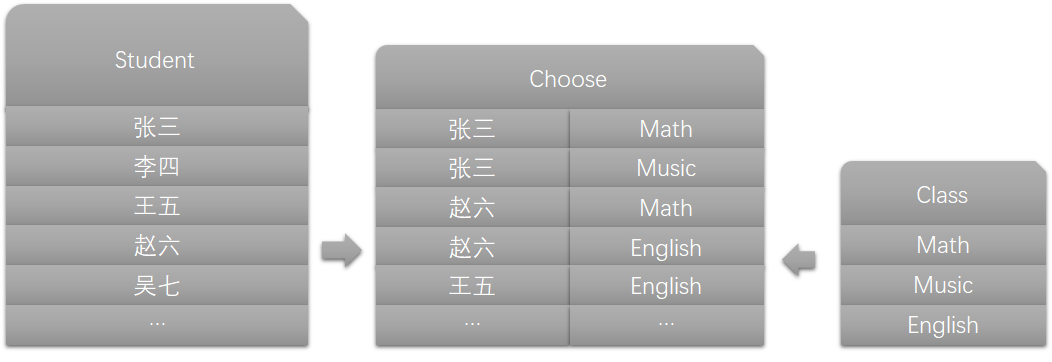 Student
张三
李四
王五
赵六
吴七
...
Choose
张三 Math
张三 Music
赵六 Math
赵六 English
王五 English
... ...
Class
Math
Music
English